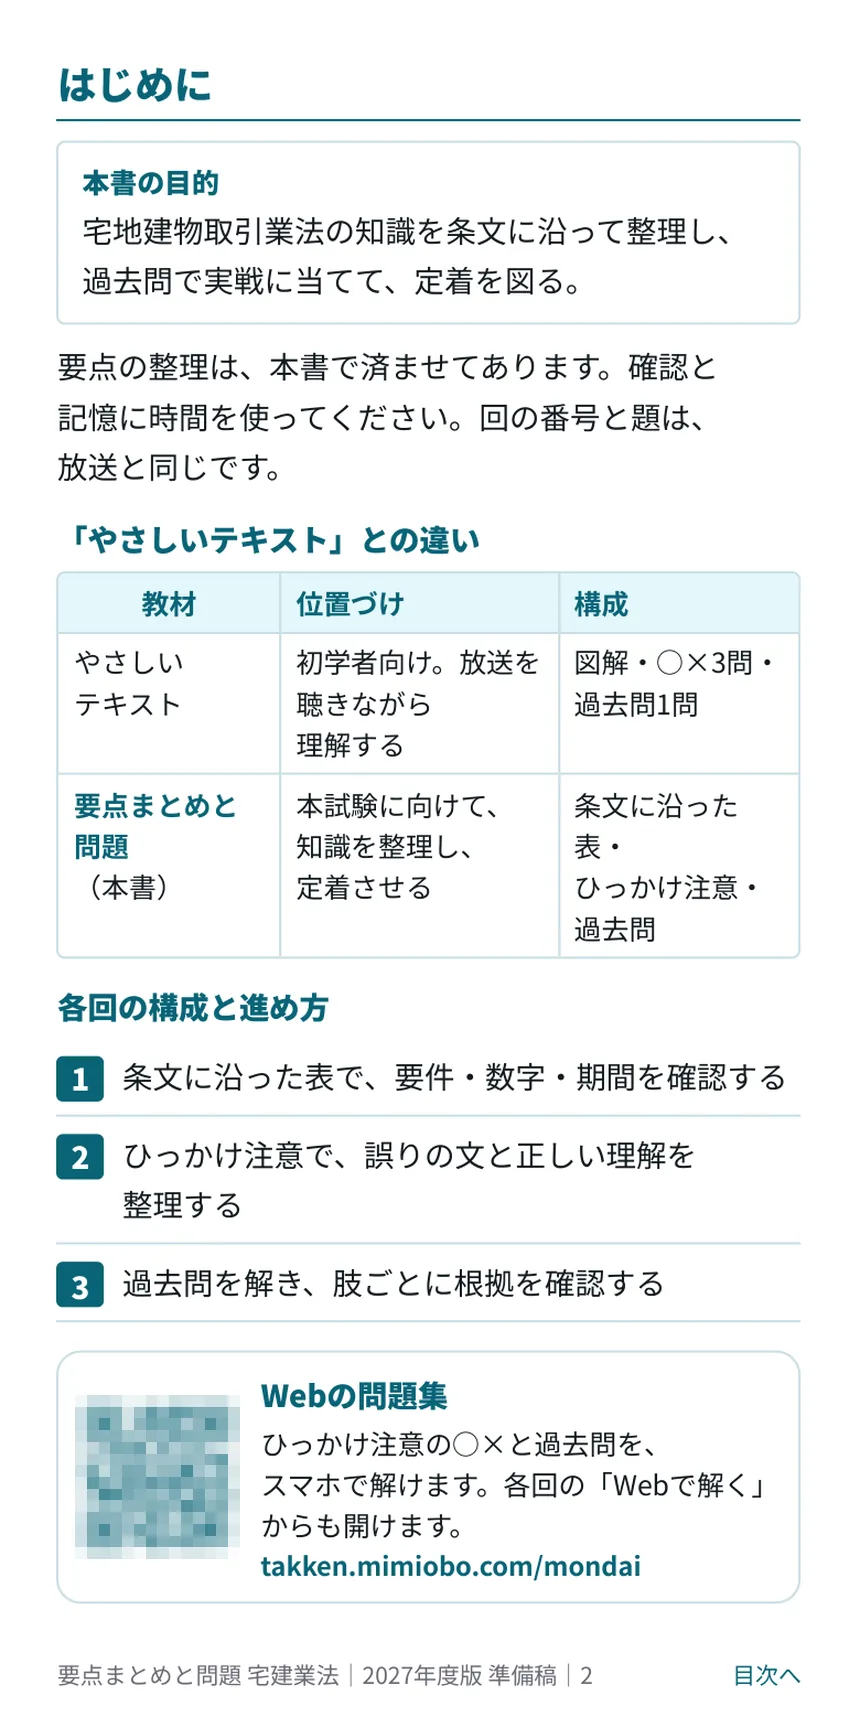 はじめに
本書の目的
宅地建物取引業法の知識を条文に沿って整理し、
過去問で実戦に当てて、定着を図る。
要点の整理は、本書で済ませてあります。確認と
記憶に時間を使ってください。回の番号と題は、
放送と同じです。
「やさしいテキスト」との違い
教材 位置づけ 構成
やさしい
テキスト
初学者向け。放送を
聴きながら
理解する
図解・○×3問・
過去問1問
要点まとめと
問題
（本書）
本試験に向けて、
知識を整理し、
定着させる
条文に沿った
表・
ひっかけ注意・
過去問
各回の構成と進め方
1 条文に沿った表で、要件・数字・期間を確認する
2 ひっかけ注意で、誤りの文と正しい理解を
整理する
3 過去問を解き、肢ごとに根拠を確認する
Webの問題集
ひっかけ注意の○×と過去問を、
スマホで解けます。各回の「Webで解く」
からも開けます。
takken.mimiobo.com/mondai
要点まとめと問題 宅建業法｜2027年度版 準備稿｜2 目次へ